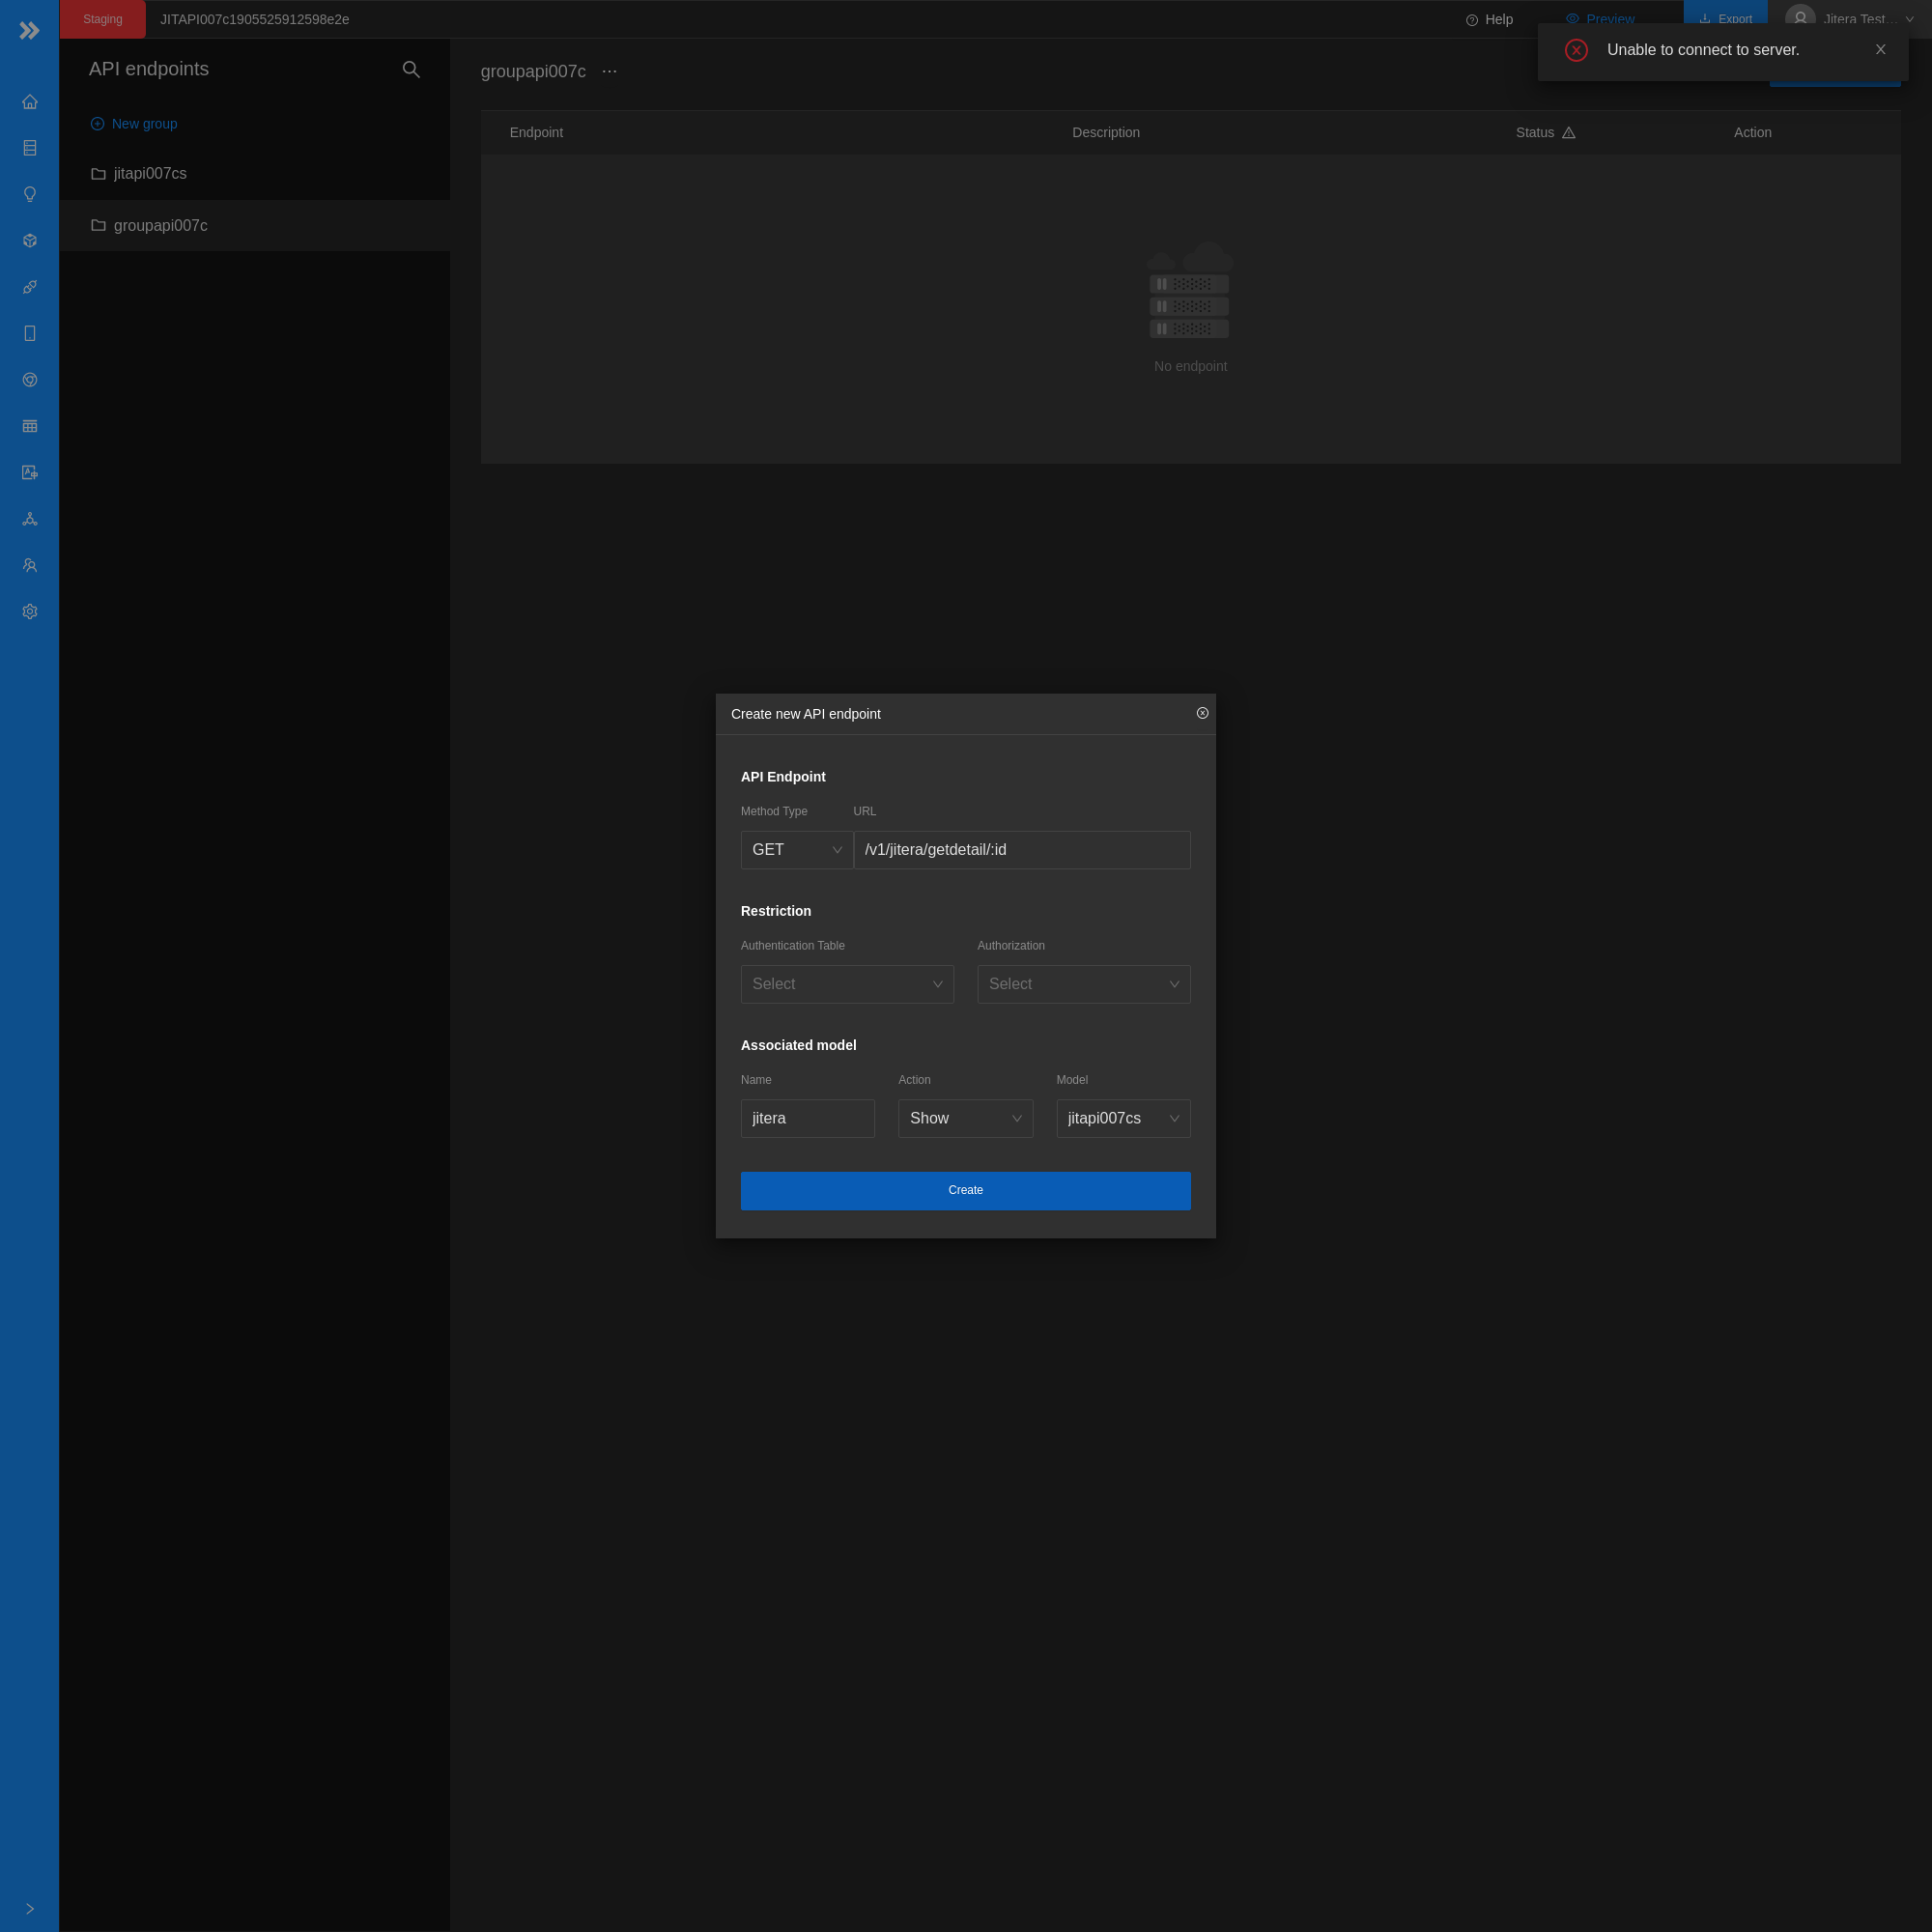 Staging
JITAPI007c1905525912598e2e
Help
Preview
Export
Jitera Test...
Unable to connect to server.
API endpoints
New group
jitapi007cs
groupapi007c
groupapi007c ...
Endpoint Description Status Action
No endpoint
Create new API endpoint
API Endpoint
Method Type URL
GET /v1/jitera/getdetail/:id
Restriction
Authentication Table Authorization
Select Select
Associated model
Name Action Model
jitera Show jitapi007cs
Create